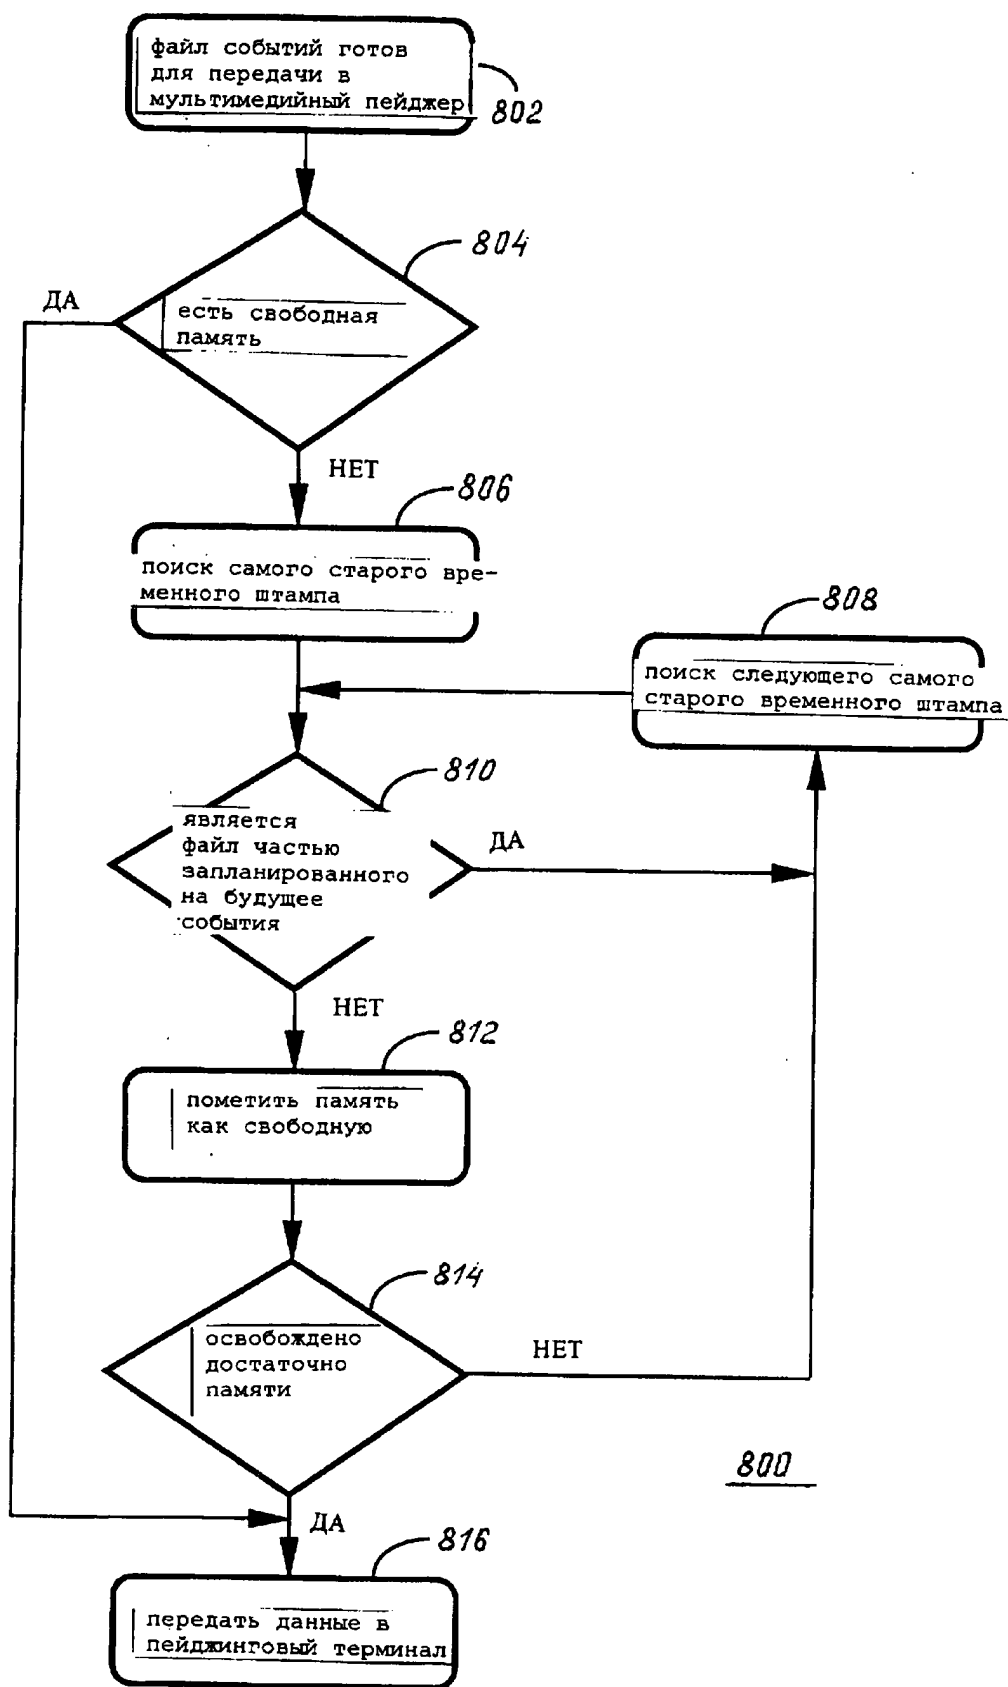 файл событий готов
для передачи в
мультимедийный пейджер
802
804
ДА
есть свободная
память
НЕТ
806
поиск самого старого вре-
менного штампа
808
поиск следующего самого
старого временного штампа
810
является
файл частью
запланированного
на будущее
события
ДА
НЕТ
812
пометить память
как свободную
814
освобождено
достаточно
памяти
НЕТ
800
ДА
816
передать данные в
пейджинговый терминал